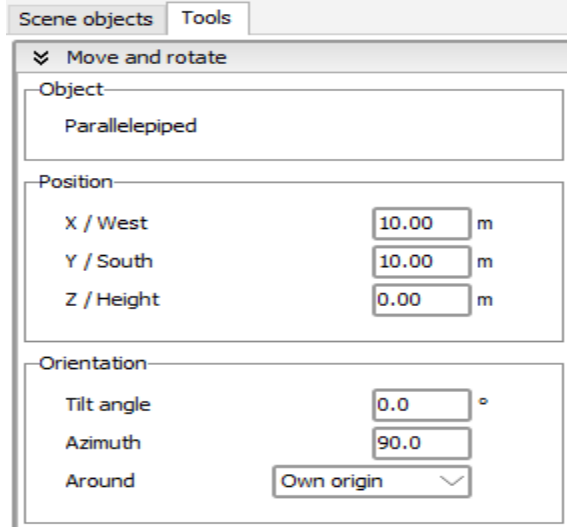 Scene objects Tools
Move and rotate
Object
Parallelepiped
Position
X / West 10.00 m
Y / South 10.00 m
Z / Height 0.00 m
Orientation
Tilt angle 0.0 °
Azimuth 90.0
Around Own origin